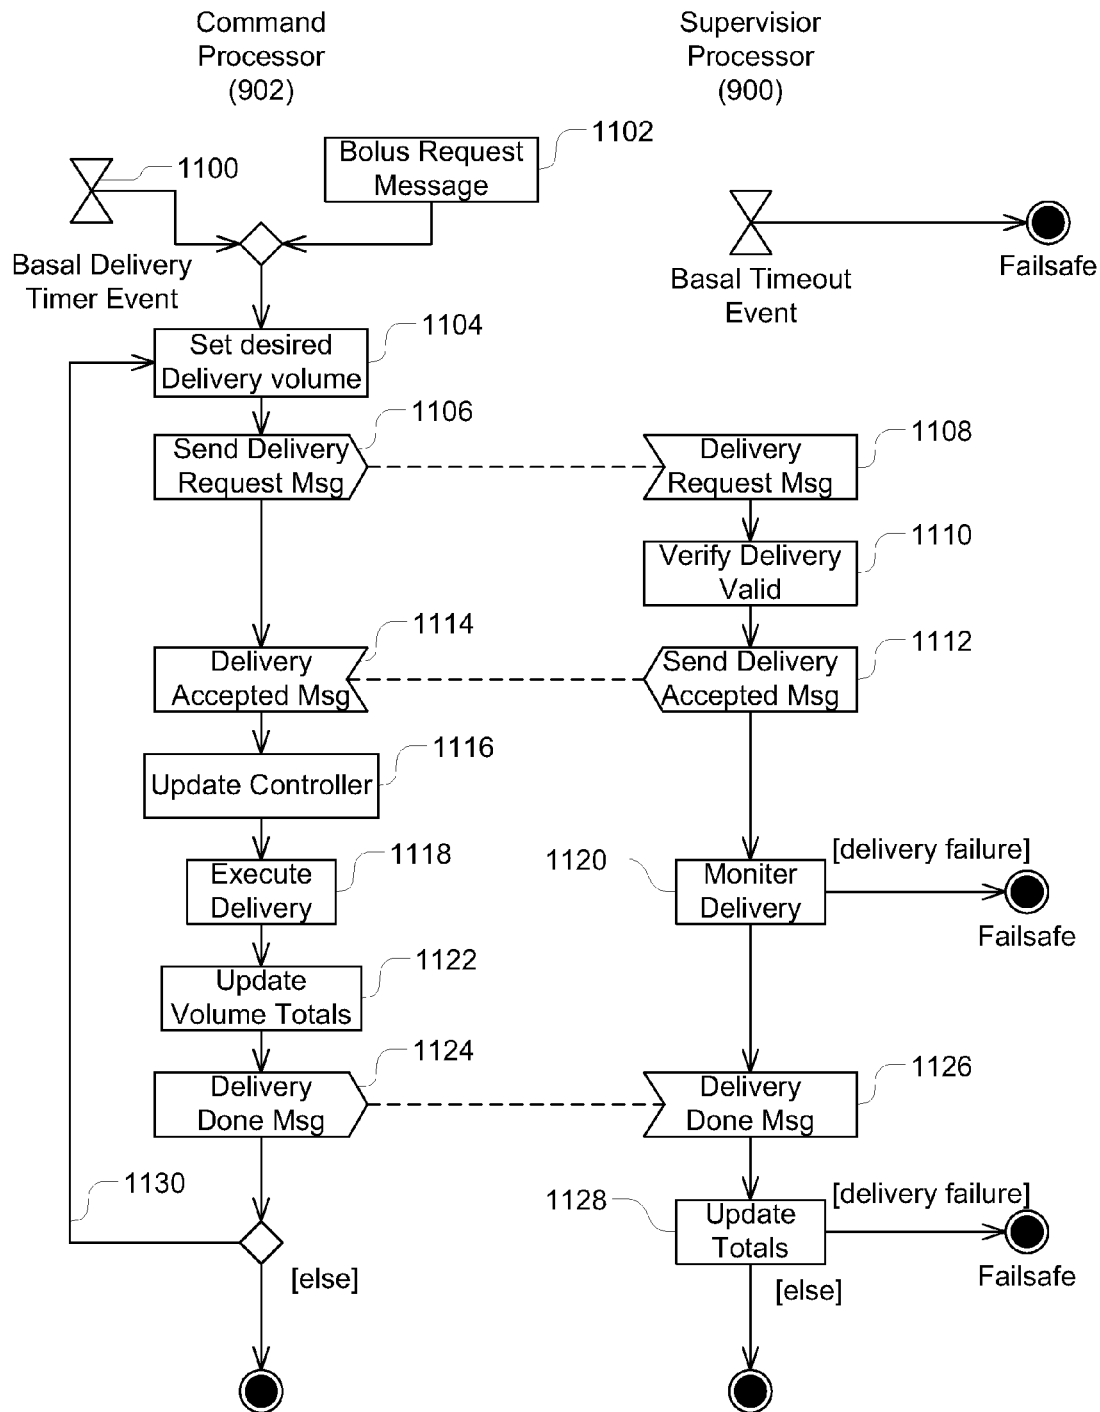 Command
Processor
(902)
Supervisior
Processor
(900)
1100
Bolus Request
Message
1102
Basal Delivery
Timer Event
Basal Timeout
Event
Failsafe
Set desired
Delivery volume
1104
Send Delivery
Request Msg
1106
Delivery
Request Msg
1108
Verify Delivery
Valid
1110
Delivery
Accepted Msg
1114
Send Delivery
Accepted Msg
1112
Update Controller
1116
Execute
Delivery
1118
1120
Moniter
Delivery
[delivery failure]
Failsafe
Update
Volume Totals
1122
Delivery
Done Msg
1124
Delivery
Done Msg
1126
1130
[else]
1128
Update
Totals
[delivery failure]
Failsafe
[else]